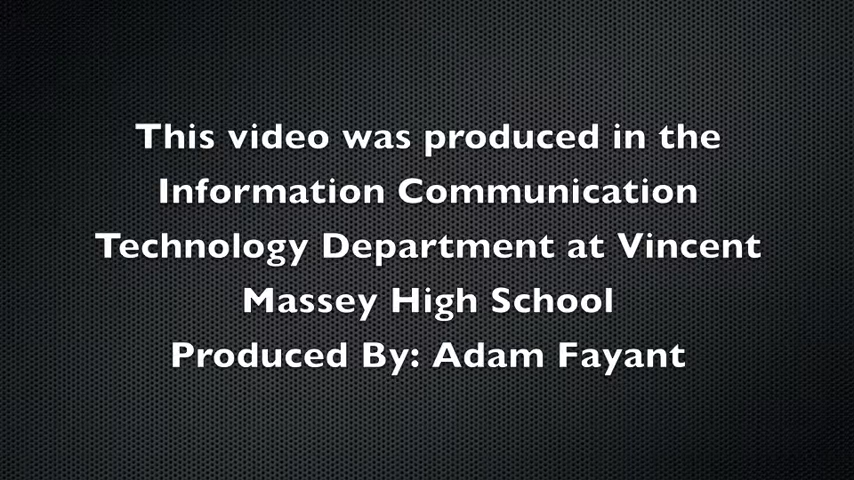 This video was produced in the
Information Communication
Technology Department at Vincent
Massey High School
Produced By: Adam Fayant